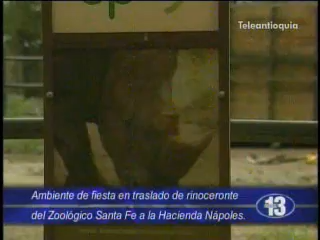 Teleantioquia
Ambiente de fiesta en traslado de rinoceronte
del Zoológico Santa Fe a la Hacienda Nápoles.
13